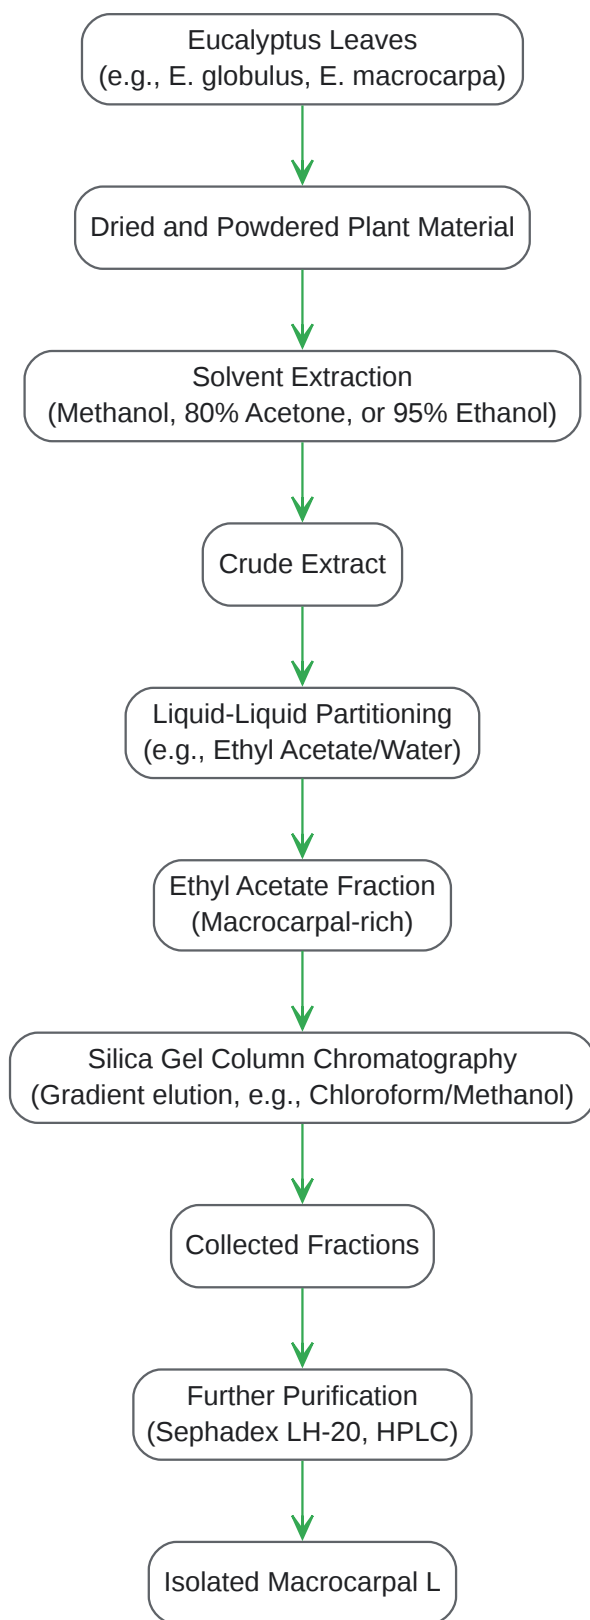 Eucalyptus Leaves
(e.g., E. globulus, E. macrocarpa)
Dried and Powdered Plant Material
Solvent Extraction
(Methanol, 80% Acetone, or 95% Ethanol)
Crude Extract
Liquid-Liquid Partitioning
(e.g., Ethyl Acetate/Water)
Ethyl Acetate Fraction
(Macrocarpal-rich)
Silica Gel Column Chromatography
(Gradient elution, e.g., Chloroform/Methanol)
Collected Fractions
Further Purification
(Sephadex LH-20, HPLC)
Isolated Macrocarpal L